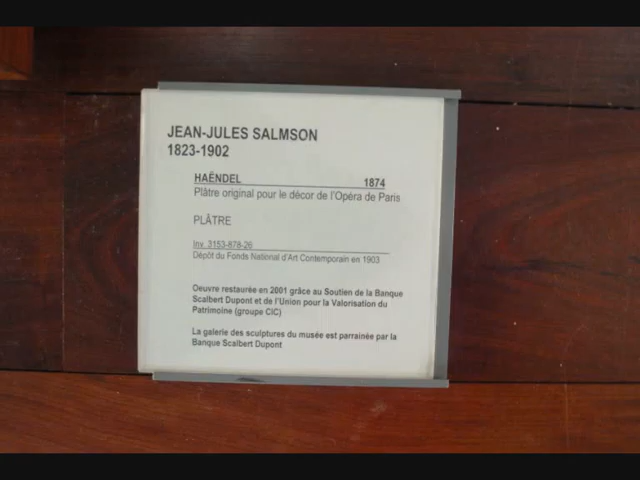 JEAN-JULES SALMSON
1823-1902
HAËNDEL 1874
Plâtre original pour le décor de l'Opéra de Paris
PLÂTRE
Inv. 3153-878-26
Dépôt du Fonds National d'Art Contemporain en 1903
Oeuvre restaurée en 2001 grâce au Soutien de la Banque
Scalbert Dupont et de l'Union pour la Valorisation du
Patrimoine (groupe CIC)
La galerie des sculptures du musée est parrainée par la
Banque Scalbert Dupont